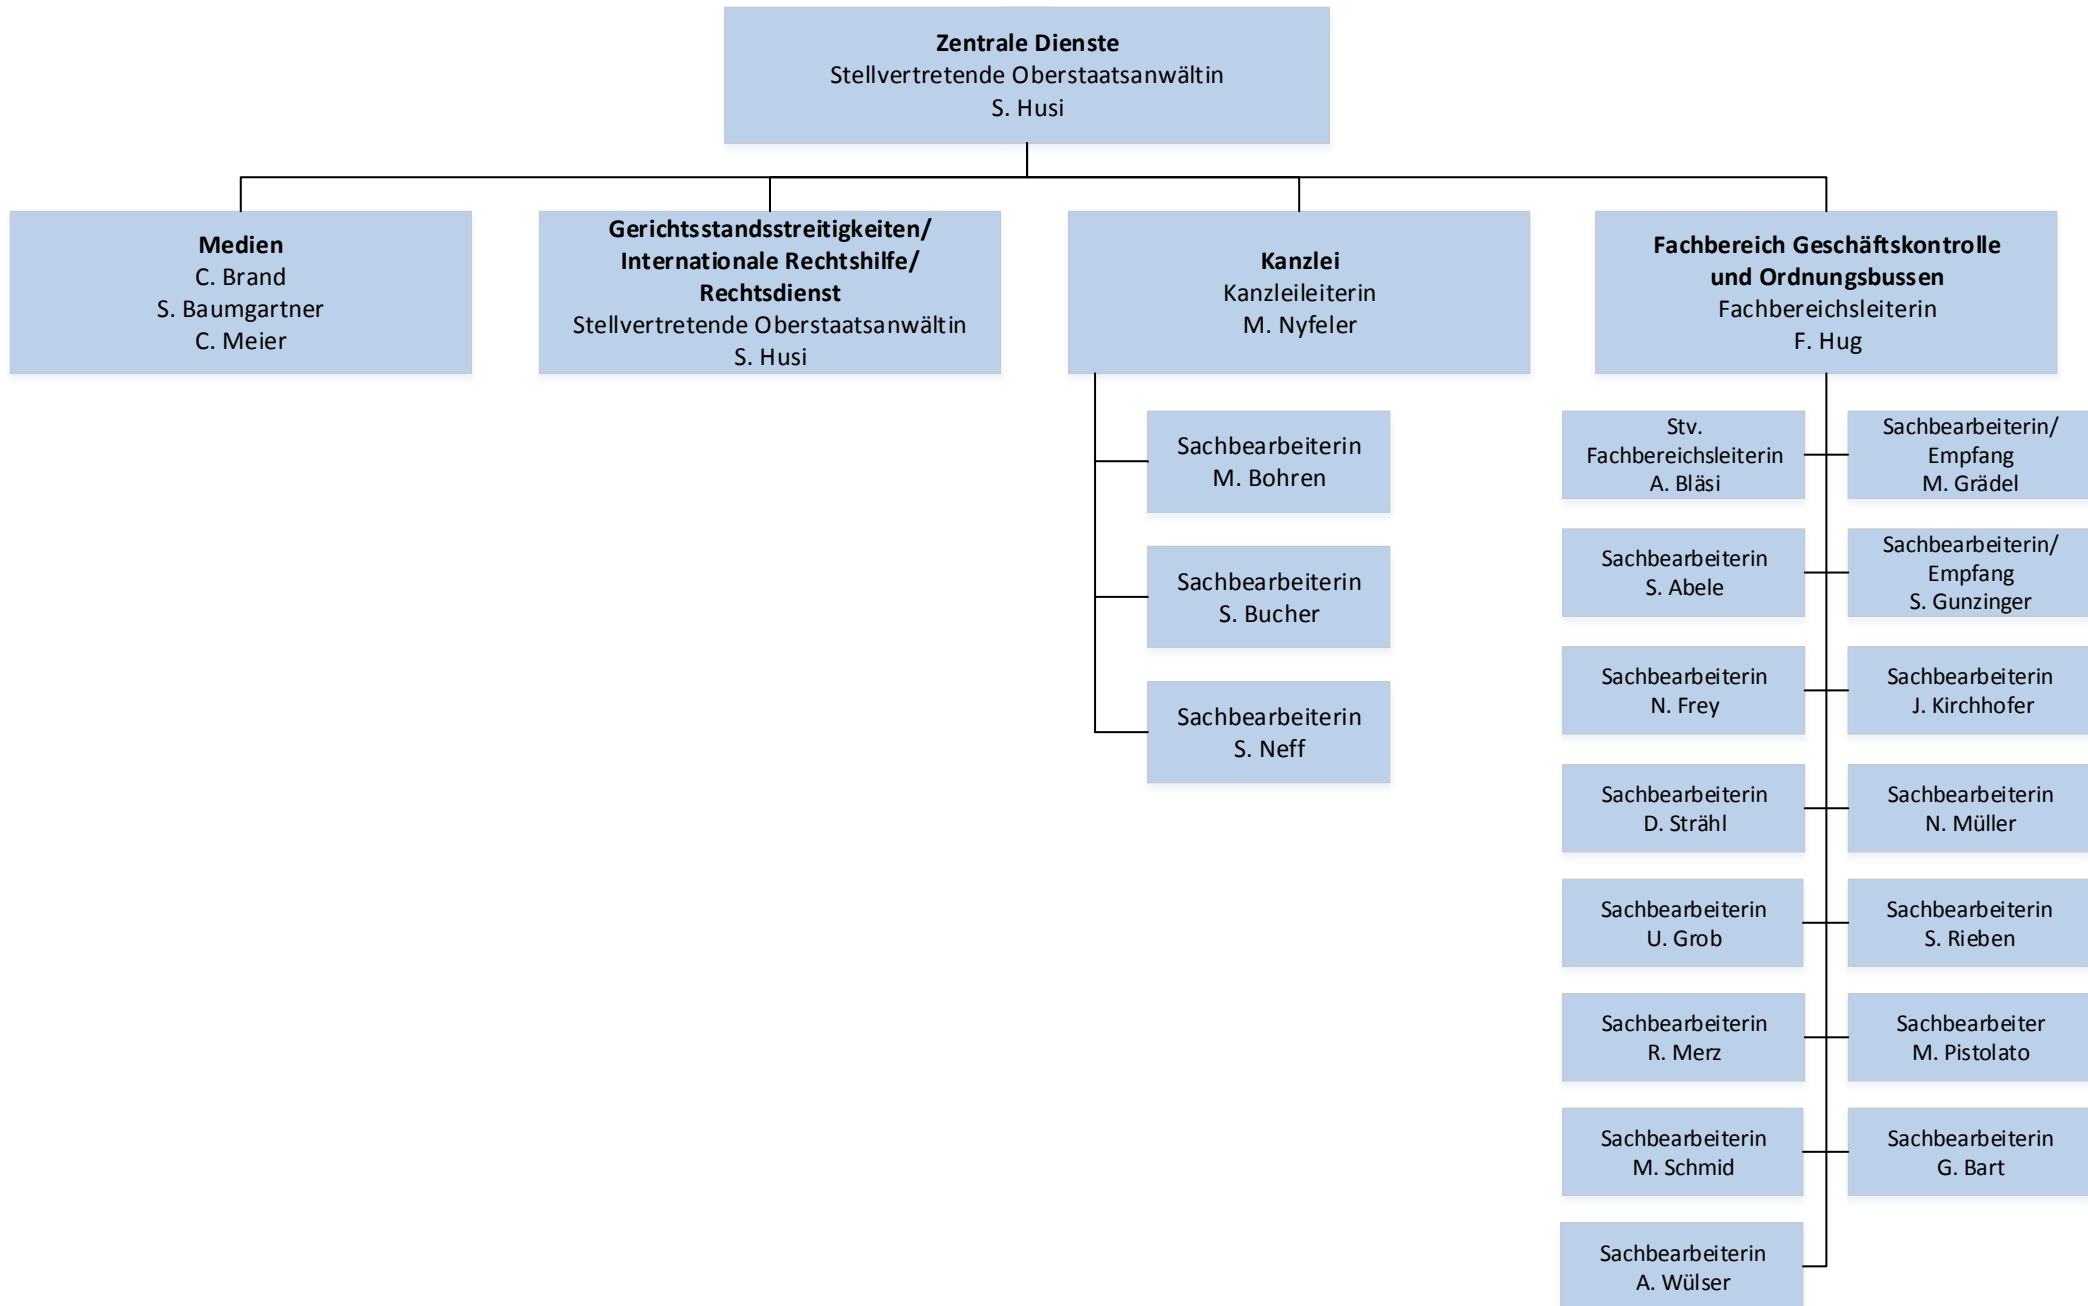 Zentrale Dienste
Stellvertretende Oberstaatsanwältin
S. Husi
Medien
C. Brand
S. Baumgartner
C. Meier
Gerichtsstandsstreitigkeiten/
Internationale Rechtshilfe/
Rechtsdienst
Stellvertretende Oberstaatsanwältin
S. Husi
Kanzlei
Kanzleileiterin
M. Nyfeler
Fachbereich Geschäftskontrolle
und Ordnungsbussen
Fachbereichsleiterin
F. Hug
Sachbearbeiterin
M. Bohren
Sachbearbeiterin
S. Bucher
Sachbearbeiterin
S. Neff
Stv.
Fachbereichsleiterin
A. Bläsi
Sachbearbeiterin/
Empfang
M. Grädel
Sachbearbeiterin
S. Abele
Sachbearbeiterin/
Empfang
S. Gunzinger
Sachbearbeiterin
N. Frey
Sachbearbeiterin
J. Kirchhofer
Sachbearbeiterin
D. Strähl
Sachbearbeiterin
N. Müller
Sachbearbeiterin
U. Grob
Sachbearbeiterin
S. Rieben
Sachbearbeiterin
R. Merz
Sachbearbeiter
M. Pistolato
Sachbearbeiterin
M. Schmid
Sachbearbeiterin
G. Bart
Sachbearbeiterin
A. Wülser